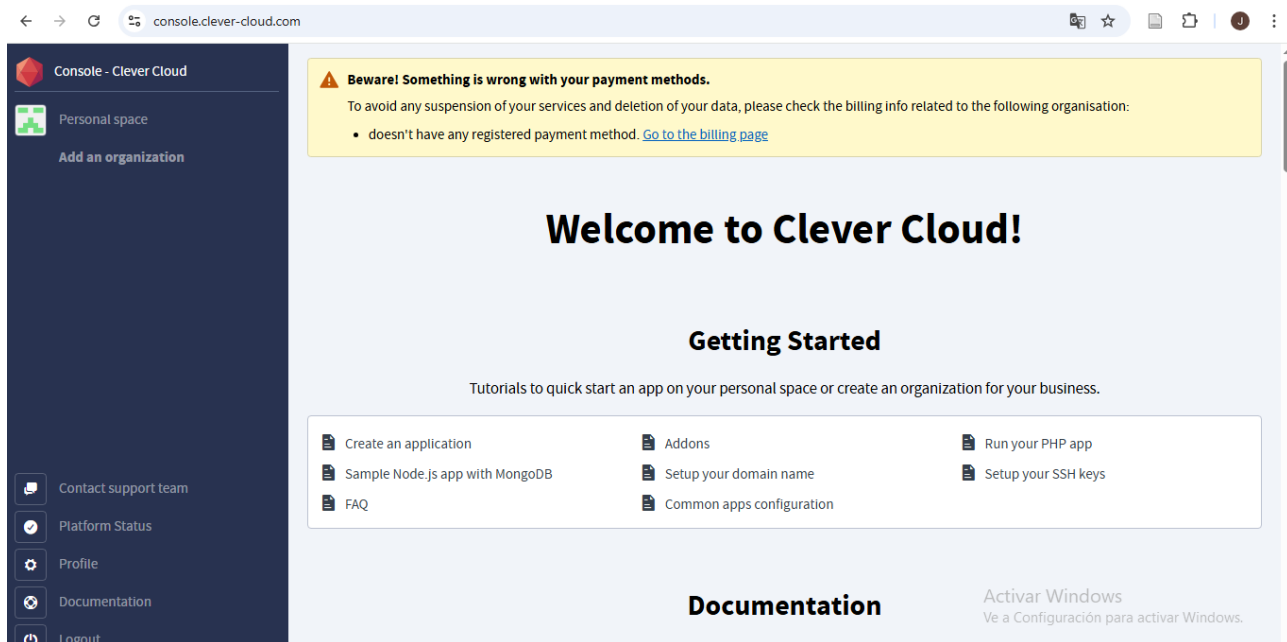 console.clever-cloud.com
J
Console - Clever Cloud
Personal space
Add an organization
Contact support team
Platform Status
Profile
Documentation
Logout
Beware! Something is wrong with your payment methods.
To avoid any suspension of your services and deletion of your data, please check the billing info related to the following organisation:
• doesn't have any registered payment method. Go to the billing page
Welcome to Clever Cloud!
Getting Started
Tutorials to quick start an app on your personal space or create an organization for your business.
Create an application
Addons
Run your PHP app
Sample Node.js app with MongoDB
Setup your domain name
Setup your SSH keys
FAQ
Common apps configuration
Documentation
Activar Windows
Ve a Configuración para activar Windows.